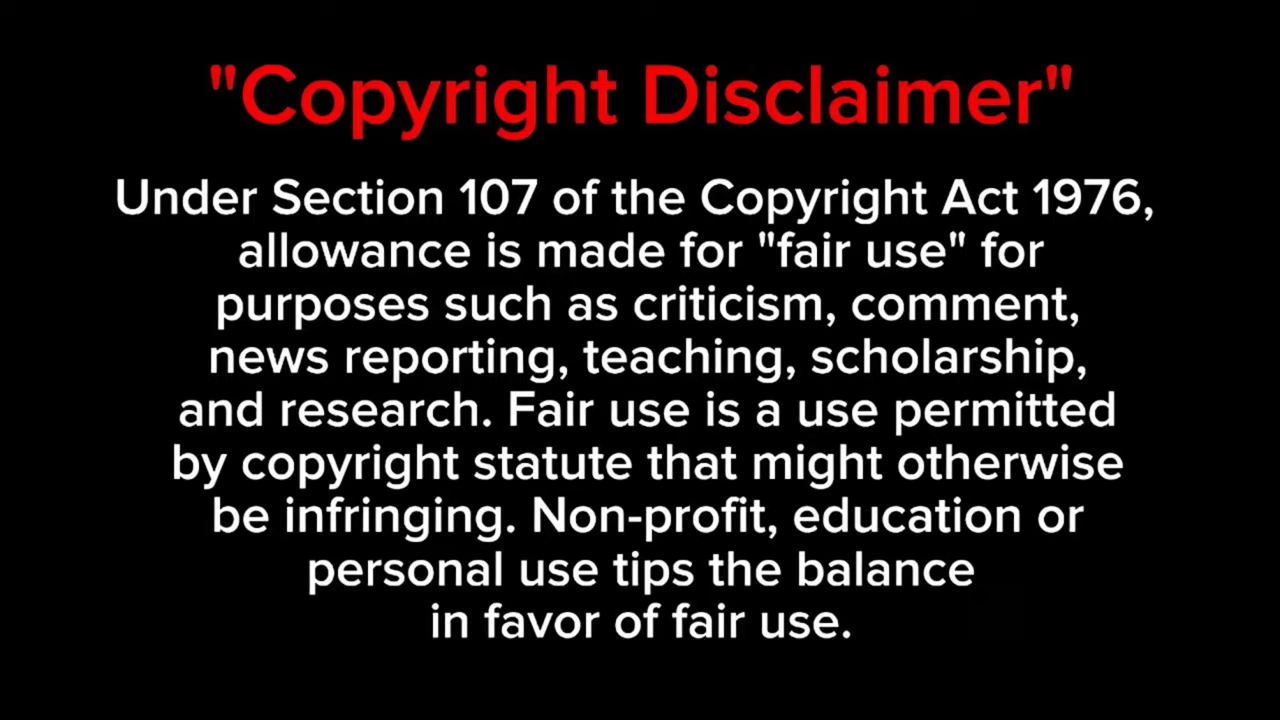 "Copyright Disclaimer"
Under Section 107 of the Copyright Act 1976,
allowance is made for "fair use" for
purposes such as criticism, comment,
news reporting, teaching, scholarship,
and research. Fair use is a use permitted
by copyright statute that might otherwise
be infringing. Non-profit, education or
personal use tips the balance
in favor of fair use.